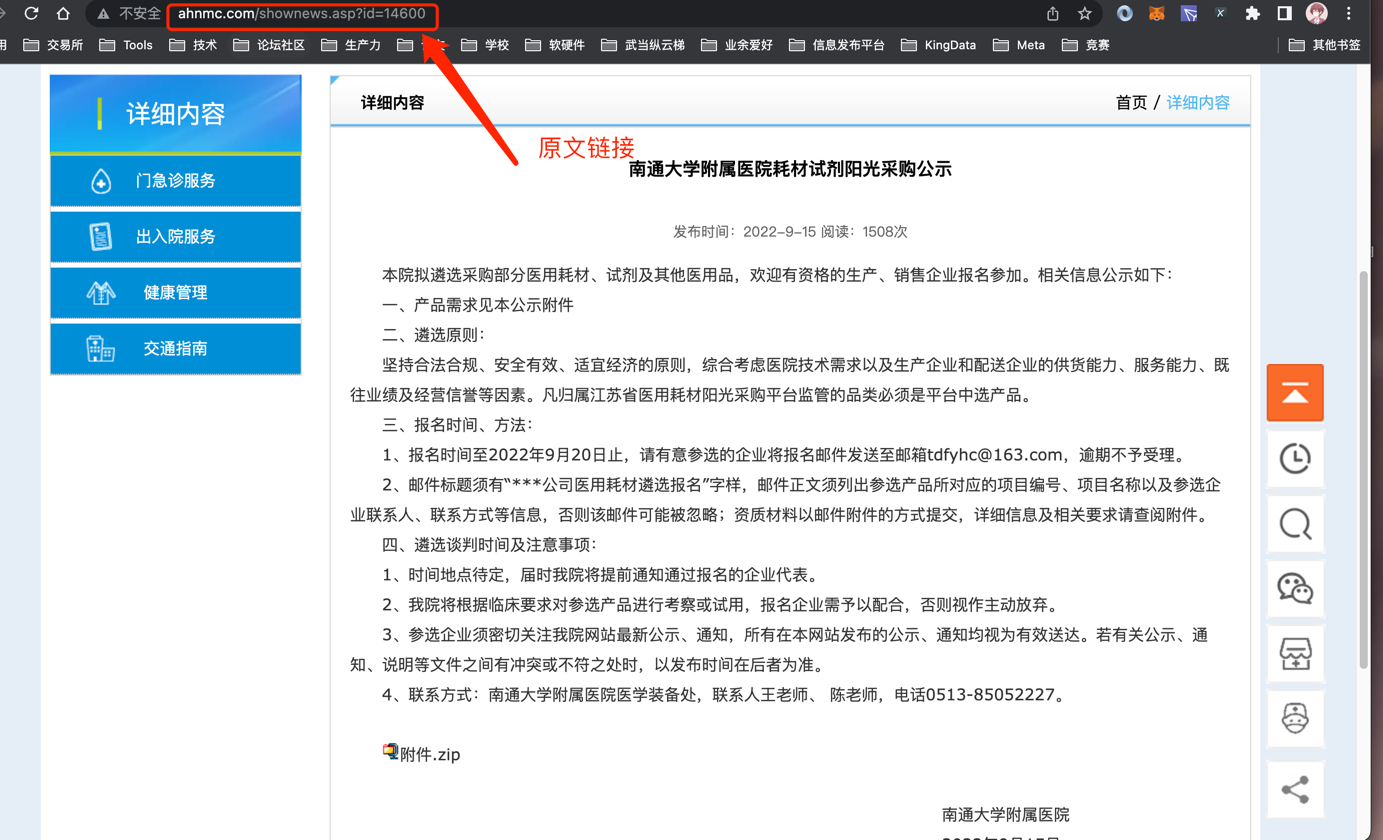 不安全 ahnmc.com/shownews.asp?id=14600
用 交易所 Tools 技术 论坛社区 生产力 学校 软硬件 武当纵云梯 业余爱好 信息发布平台 KingData Meta 竞赛 其他书签
原文链接
详细内容
门急诊服务
出入院服务
健康管理
交通指南
详细内容 首页 / 详细内容
南通大学附属医院耗材试剂阳光采购公示
发布时间：2022-9-15 阅读：1508次
本院拟遴选采购部分医用耗材、试剂及其他医用品，欢迎有资格的生产、销售企业报名参加。相关信息公示如下：
一、产品需求见本公示附件
二、遴选原则：
坚持合法合规、安全有效、适宜经济的原则，综合考虑医院技术需求以及生产企业和配送企业的供货能力、服务能力、既
往业绩及经营信誉等因素。凡归属江苏省医用耗材阳光采购平台监管的品类必须是平台中选产品。
三、报名时间、方法：
1、报名时间至2022年9月20日止，请有意参选的企业将报名邮件发送至邮箱tdfyhc@163.com，逾期不予受理。
2、邮件标题须有“***公司医用耗材遴选报名”字样，邮件正文须列出参选产品所对应的项目编号、项目名称以及参选企
业联系人、联系方式等信息，否则该邮件可能被忽略；资质材料以邮件附件的方式提交，详细信息及相关要求请查阅附件。
四、遴选谈判时间及注意事项：
1、时间地点待定，届时我院将提前通知通过报名的企业代表。
2、我院将根据临床要求对参选产品进行考察或试用，报名企业需予以配合，否则视作主动放弃。
3、参选企业须密切关注我院网站最新公示、通知，所有在本网站发布的公示、通知均视为有效送达。若有关公示、通
知、说明等文件之间有冲突或不符之处时，以发布时间在后者为准。
4、联系方式：南通大学附属医院医学装备处，联系人王老师、 陈老师，电话0513-85052227。
附件.zip
南通大学附属医院